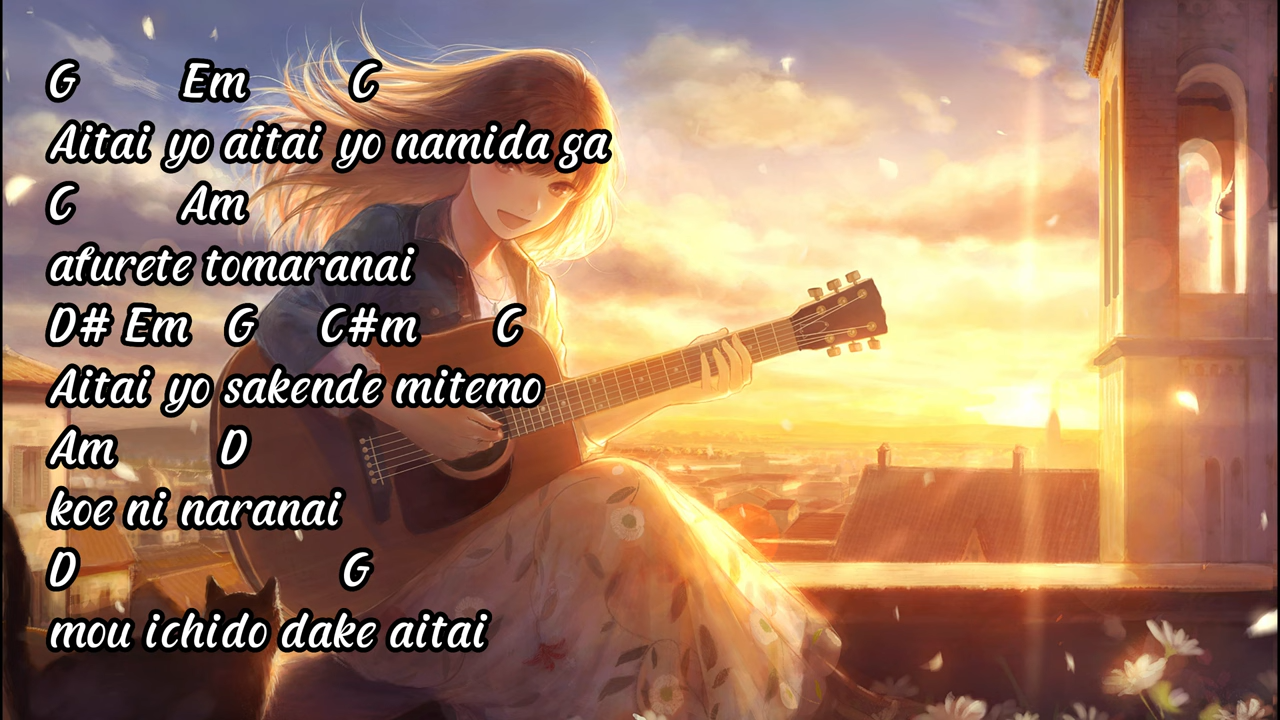 G Em C
Aitai yo aitai yo namida ga
C Am
afurete tomaranai
D# Em G C#m C
Aitai yo sakende mitemo
Am D
koe ni naranai
D G
mou ichido dake aitai